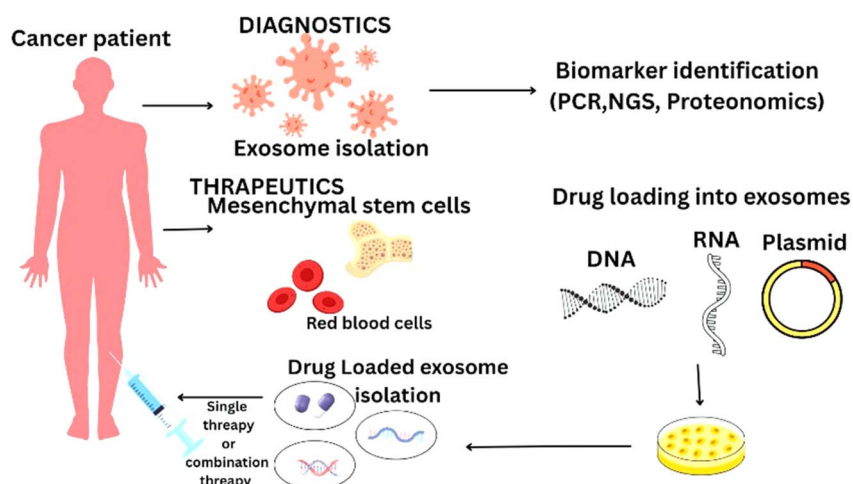 Cancer patient
DIAGNOSTICS
Exosome isolation
Biomarker identification
(PCR,NGS, Proteonomics)
THRAPEUTICS
Mesenchymal stem cells
Red blood cells
Drug loading into exosomes
DNA
RNA
Plasmid
Drug Loaded exosome
isolation
Single
threapy
or
combination
threapy